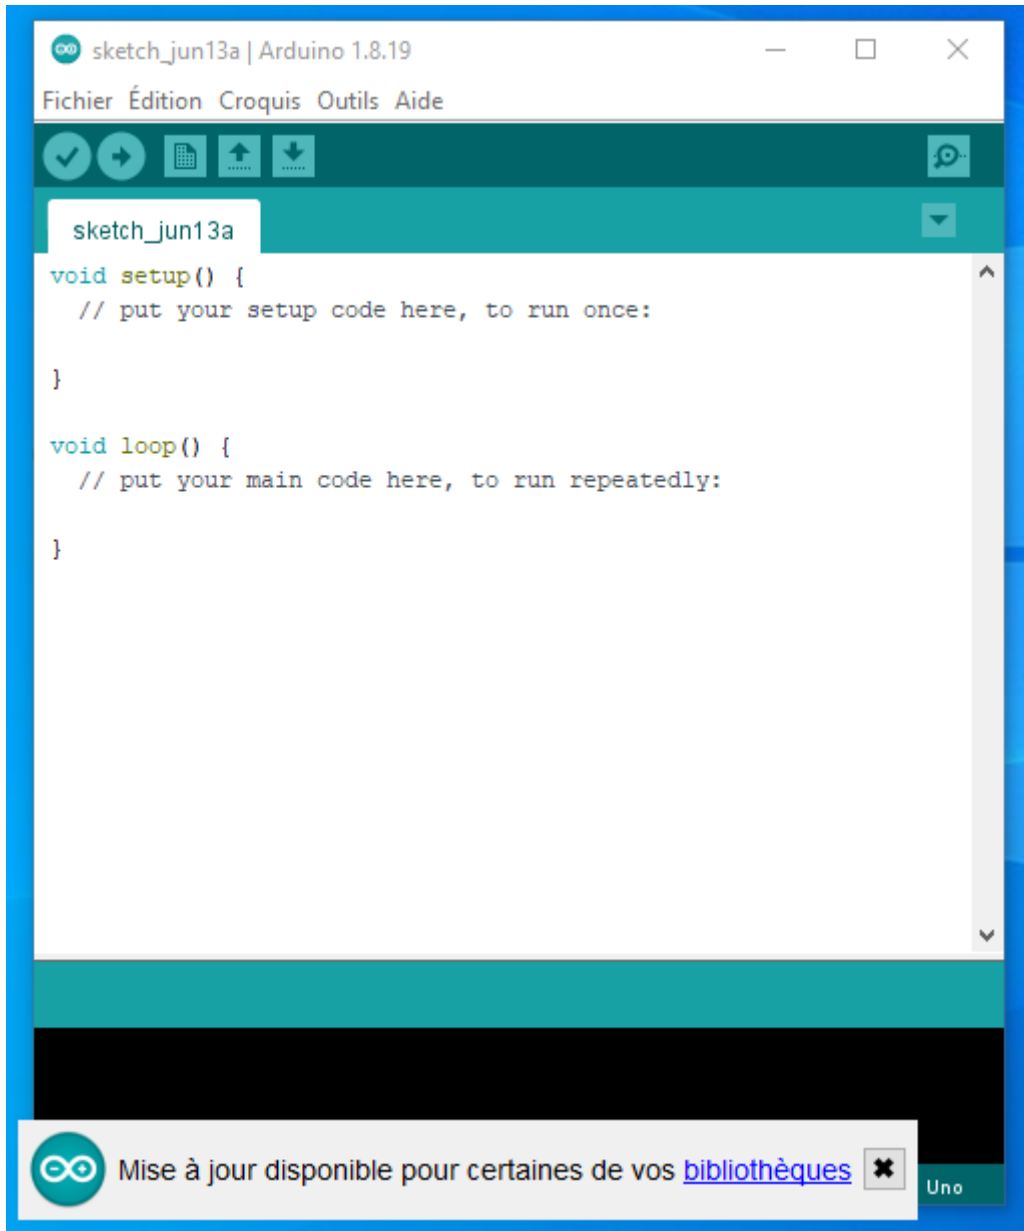 sketch_jun13a | Arduino 1.8.19
Fichier Édition Croquis Outils Aide
sketch_jun13a
void setup() {
  // put your setup code here, to run once:

}

void loop() {
  // put your main code here, to run repeatedly:

}
Mise à jour disponible pour certaines de vos bibliothèques
Uno